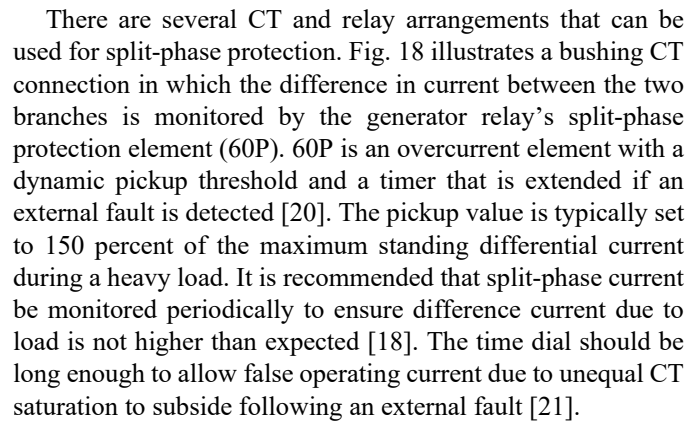 There are several CT and relay arrangements that can be
used for split-phase protection. Fig. 18 illustrates a bushing CT
connection in which the difference in current between the two
branches is monitored by the generator relay's split-phase
protection element (60P). 60P is an overcurrent element with a
dynamic pickup threshold and a timer that is extended if an
external fault is detected [20]. The pickup value is typically set
to 150 percent of the maximum standing differential current
during a heavy load. It is recommended that split-phase current
be monitored periodically to ensure difference current due to
load is not higher than expected [18]. The time dial should be
long enough to allow false operating current due to unequal CT
saturation to subside following an external fault [21].